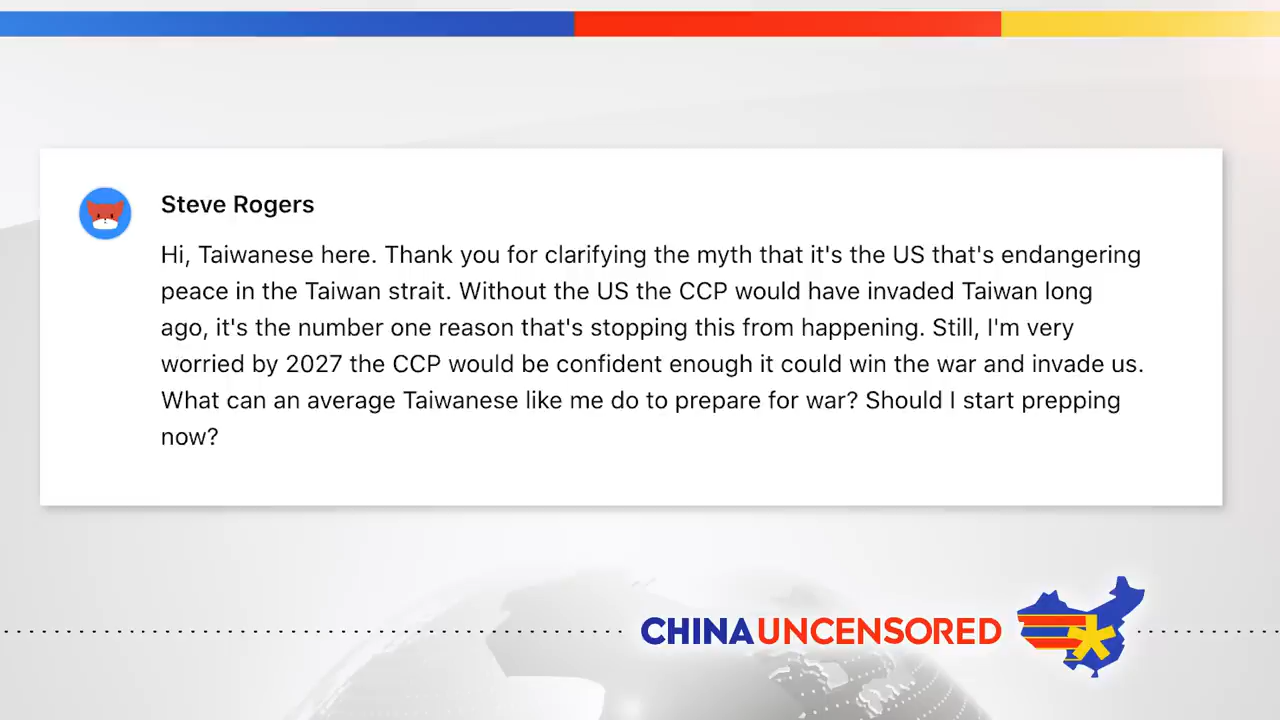 Steve Rogers
Hi, Taiwanese here. Thank you for clarifying the myth that it's the US that's endangering
peace in the Taiwan strait. Without the US the CCP would have invaded Taiwan long
ago, it's the number one reason that's stopping this from happening. Still, I'm very
worried by 2027 the CCP would be confident enough it could win the war and invade us.
What can an average Taiwanese like me do to prepare for war? Should I start prepping
now?
CHINA UNCENSORED